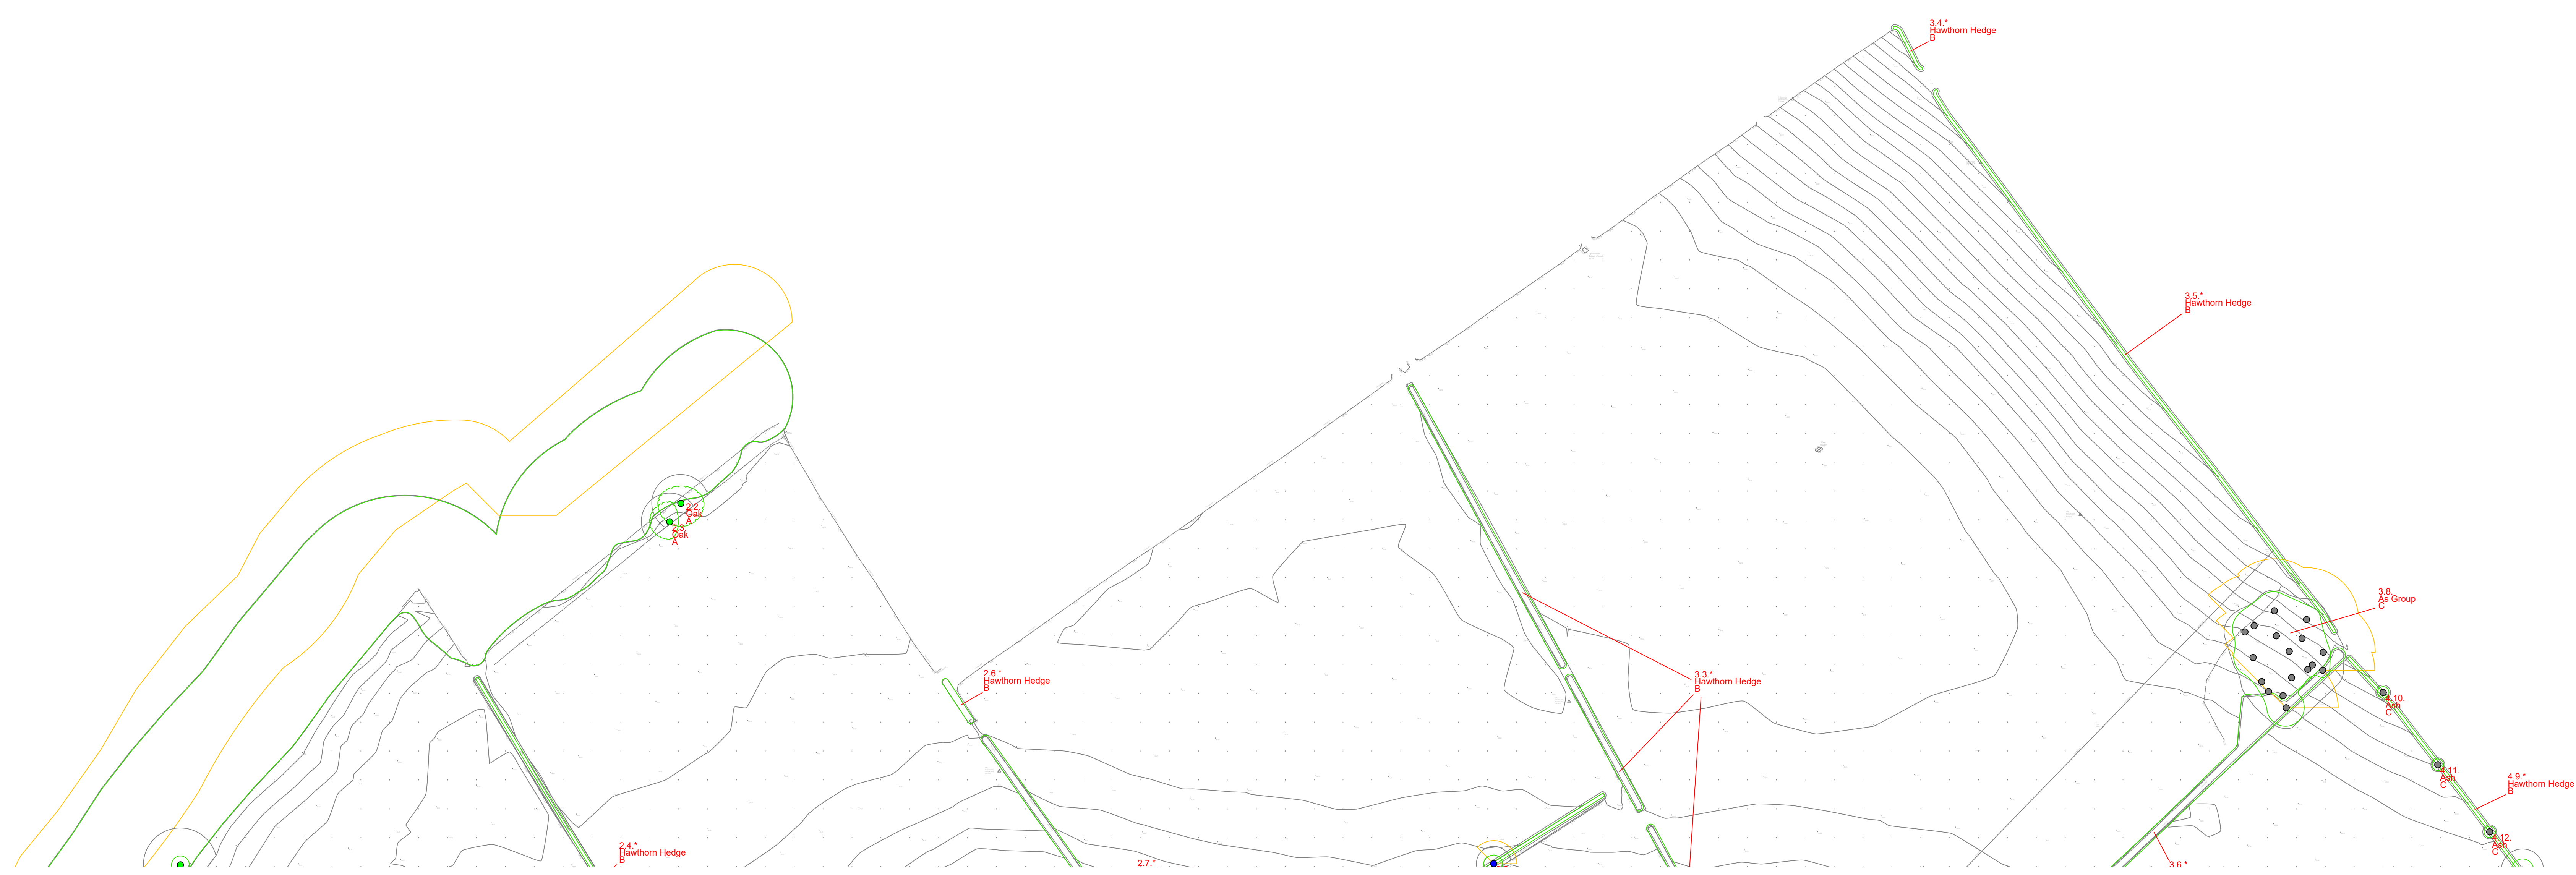 3.4.*
Hawthorn Hedge
B
3.5.*
Hawthorn Hedge
B
2.2.
Oak
A
2.3.
Oak
A
3.8.
As Group
C
2.6.*
Hawthorn Hedge
B
3.3.*
Hawthorn Hedge
B
4.10.
Ash
C
4.11.
Ash
C
4.9.*
Hawthorn Hedge
B
4.12.
Ash
C
2.4.*
Hawthorn Hedge
B
2.7.*
3.6.*